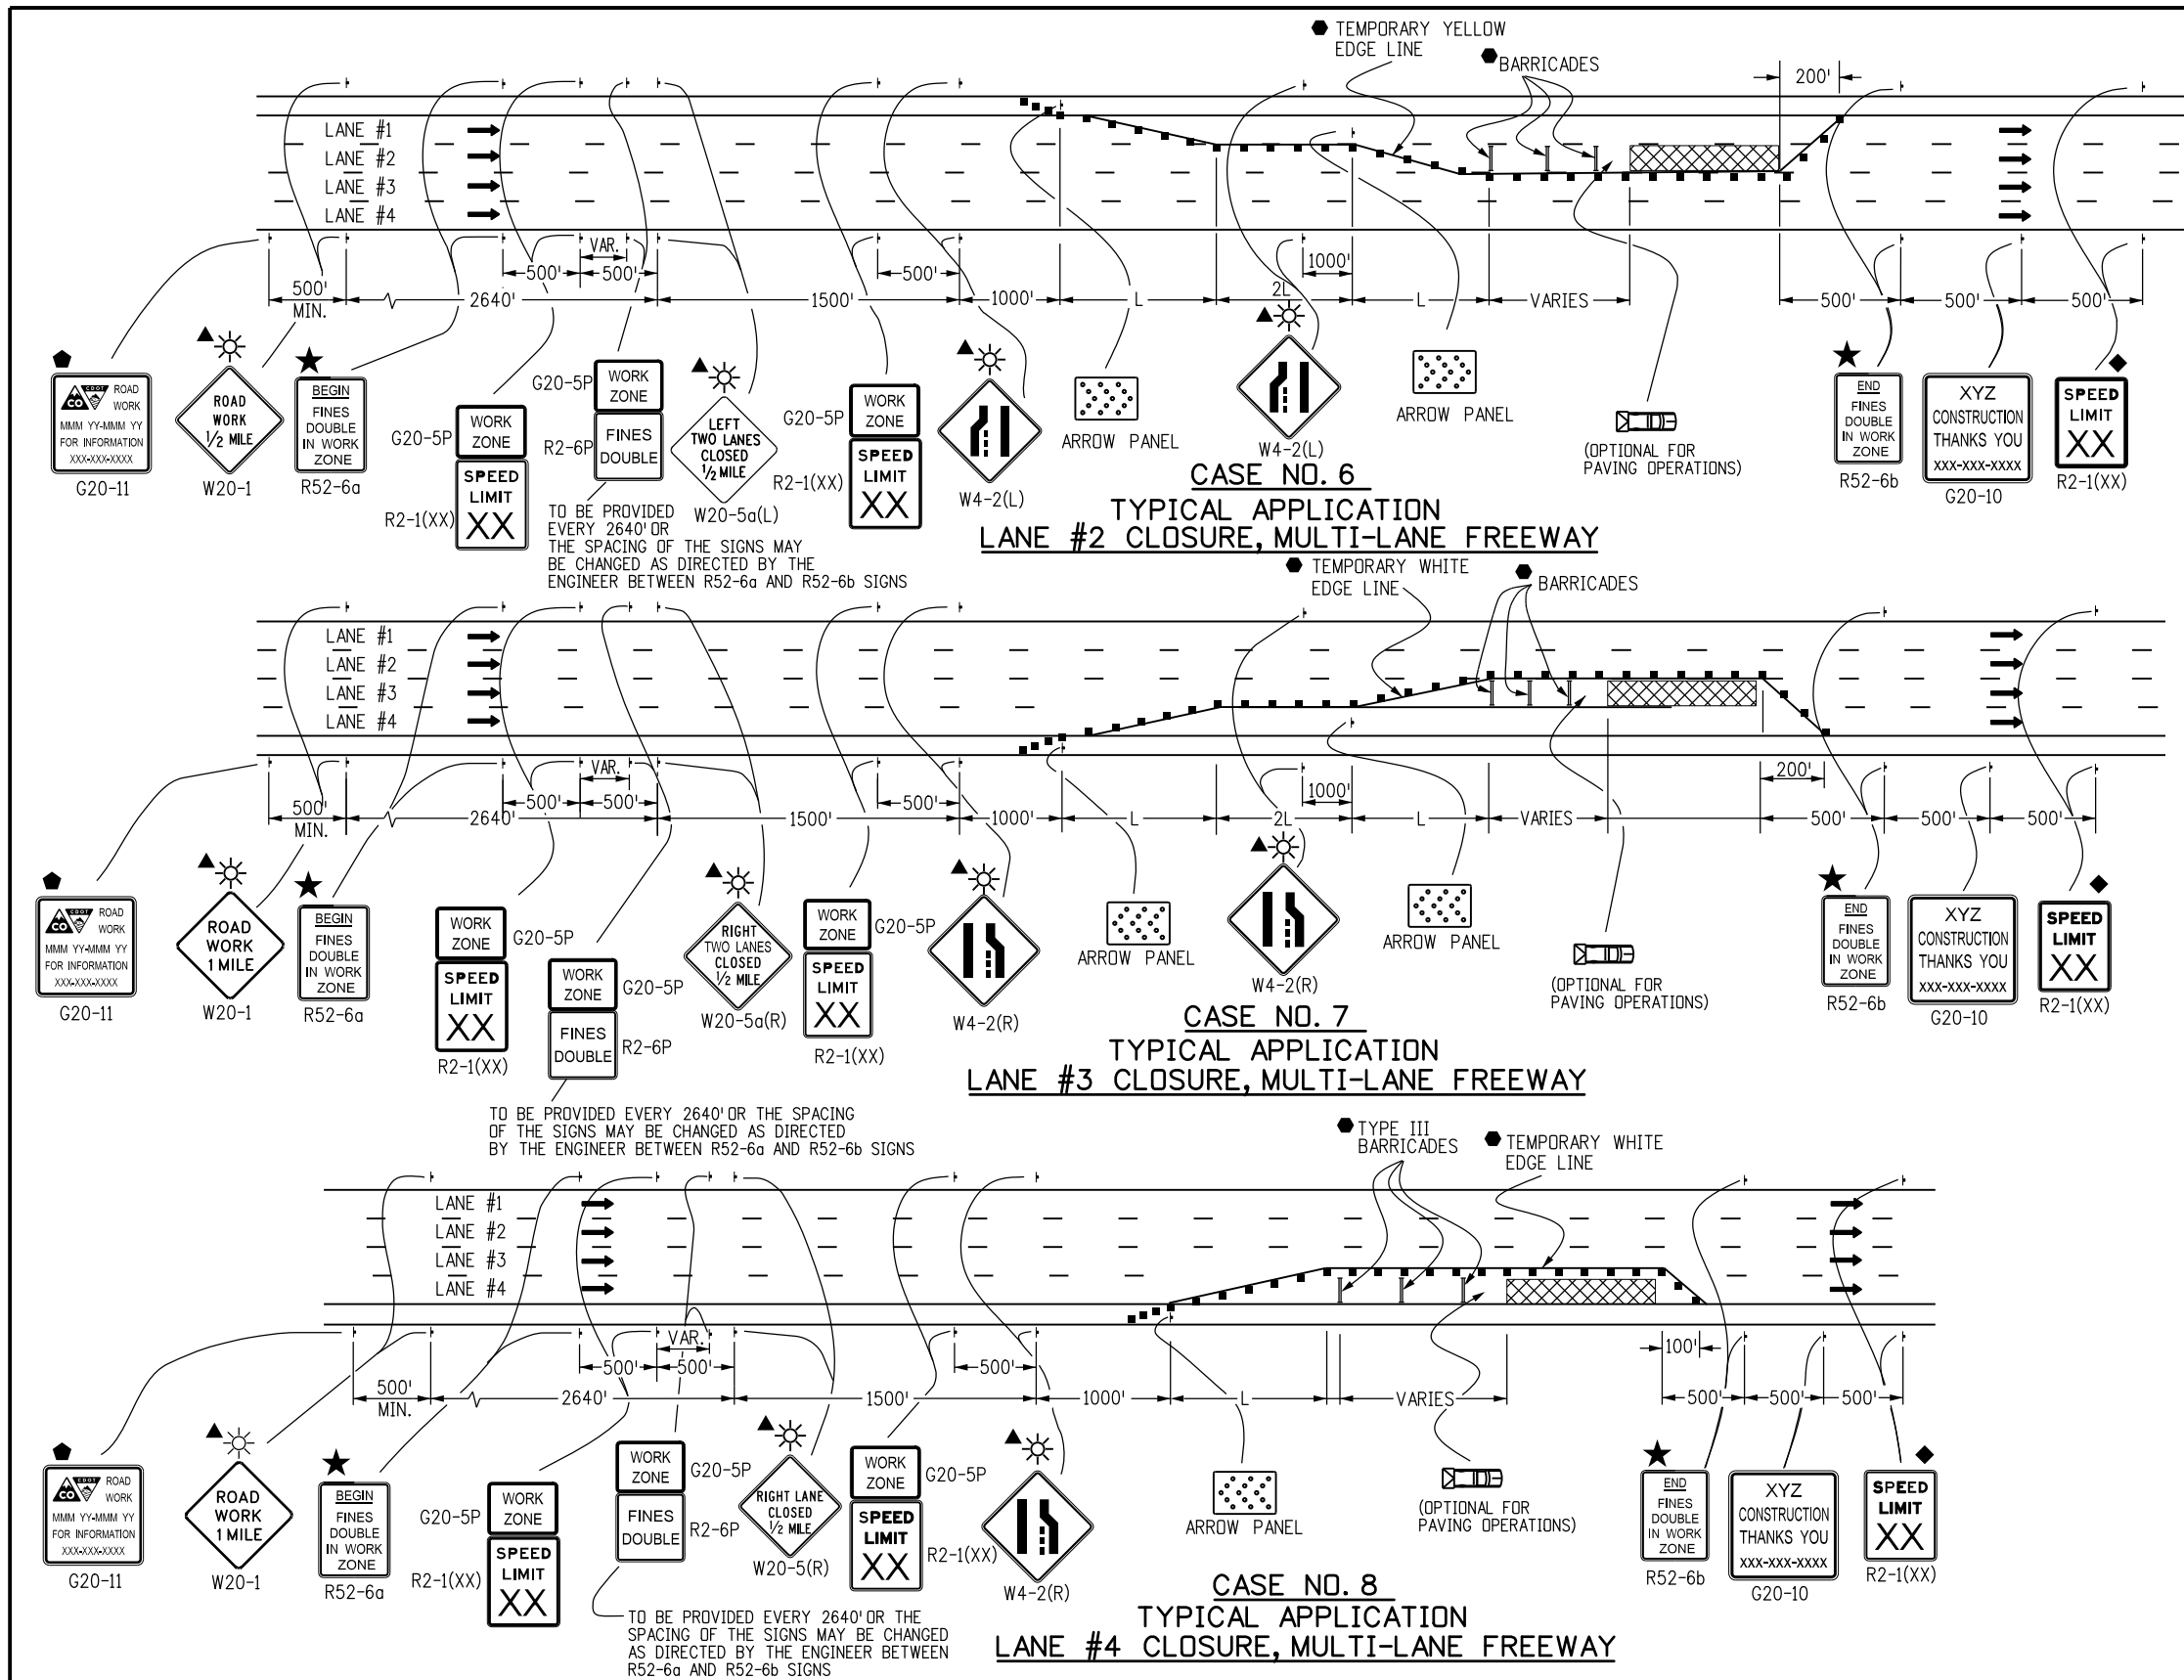 TEMPORARY YELLOW
EDGE LINE
BARRICADES
200'
LANE #1
LANE #2
LANE #3
LANE #4
VAR.
500'
500'
500'
1000'
500'
MIN.
2640'
1500'
1000'
L
2L
L
VARIES
500'
500'
500'
CO
CDOT
ROAD
WORK
MMM YY-MMM YY
FOR INFORMATION
XXX-XXX-XXXX
G20-11
ROAD
WORK
1/2 MILE
W20-1
BEGIN
FINES
DOUBLE
IN WORK
ZONE
R52-6a
G20-5P
WORK
ZONE
SPEED
LIMIT
XX
R2-1(XX)
G20-5P
WORK
ZONE
R2-6P
FINES
DOUBLE
TO BE PROVIDED
EVERY 2640' OR
THE SPACING OF THE SIGNS MAY
BE CHANGED AS DIRECTED BY THE
ENGINEER BETWEEN R52-6a AND R52-6b SIGNS
LEFT
TWO LANES
CLOSED
1/2 MILE
W20-5a(L)
G20-5P
WORK
ZONE
SPEED
LIMIT
XX
R2-1(XX)
W4-2(L)
ARROW PANEL
W4-2(L)
ARROW PANEL
(OPTIONAL FOR
PAVING OPERATIONS)
END
FINES
DOUBLE
IN WORK
ZONE
R52-6b
XYZ
CONSTRUCTION
THANKS YOU
XXX-XXX-XXXX
G20-10
SPEED
LIMIT
XX
R2-1(XX)
CASE NO. 6
TYPICAL APPLICATION
LANE #2 CLOSURE, MULTI-LANE FREEWAY
TEMPORARY WHITE
EDGE LINE
BARRICADES
LANE #1
LANE #2
LANE #3
LANE #4
VAR.
500'
500'
500'
1000'
200'
500'
MIN.
2640'
1500'
1000'
L
2L
L
VARIES
500'
500'
500'
CO
CDOT
ROAD
WORK
MMM YY-MMM YY
FOR INFORMATION
XXX-XXX-XXXX
G20-11
ROAD
WORK
1 MILE
W20-1
BEGIN
FINES
DOUBLE
IN WORK
ZONE
R52-6a
WORK
ZONE
G20-5P
SPEED
LIMIT
XX
R2-1(XX)
WORK
ZONE
G20-5P
FINES
DOUBLE
R2-6P
TO BE PROVIDED EVERY 2640' OR THE SPACING
OF THE SIGNS MAY BE CHANGED AS DIRECTED
BY THE ENGINEER BETWEEN R52-6a AND R52-6b SIGNS
RIGHT
TWO LANES
CLOSED
1/2 MILE
W20-5a(R)
WORK
ZONE
G20-5P
SPEED
LIMIT
XX
R2-1(XX)
W4-2(R)
ARROW PANEL
W4-2(R)
ARROW PANEL
(OPTIONAL FOR
PAVING OPERATIONS)
END
FINES
DOUBLE
IN WORK
ZONE
R52-6b
XYZ
CONSTRUCTION
THANKS YOU
XXX-XXX-XXXX
G20-10
SPEED
LIMIT
XX
R2-1(XX)
CASE NO. 7
TYPICAL APPLICATION
LANE #3 CLOSURE, MULTI-LANE FREEWAY
TYPE III
BARRICADES
TEMPORARY WHITE
EDGE LINE
LANE #1
LANE #2
LANE #3
LANE #4
VAR.
500'
500'
500'
100'
500'
MIN.
2640'
1500'
1000'
L
VARIES
500'
500'
500'
CO
CDOT
ROAD
WORK
MMM YY-MMM YY
FOR INFORMATION
XXX-XXX-XXXX
G20-11
ROAD
WORK
1 MILE
W20-1
BEGIN
FINES
DOUBLE
IN WORK
ZONE
R52-6a
G20-5P
WORK
ZONE
SPEED
LIMIT
XX
R2-1(XX)
WORK
ZONE
G20-5P
FINES
DOUBLE
R2-6P
TO BE PROVIDED EVERY 2640' OR THE
SPACING OF THE SIGNS MAY BE CHANGED
AS DIRECTED BY THE ENGINEER BETWEEN
R52-6a AND R52-6b SIGNS
RIGHT LANE
CLOSED
1/2 MILE
W20-5(R)
WORK
ZONE
G20-5P
SPEED
LIMIT
XX
R2-1(XX)
W4-2(R)
ARROW PANEL
(OPTIONAL FOR
PAVING OPERATIONS)
END
FINES
DOUBLE
IN WORK
ZONE
R52-6b
XYZ
CONSTRUCTION
THANKS YOU
XXX-XXX-XXXX
G20-10
SPEED
LIMIT
XX
R2-1(XX)
CASE NO. 8
TYPICAL APPLICATION
LANE #4 CLOSURE, MULTI-LANE FREEWAY